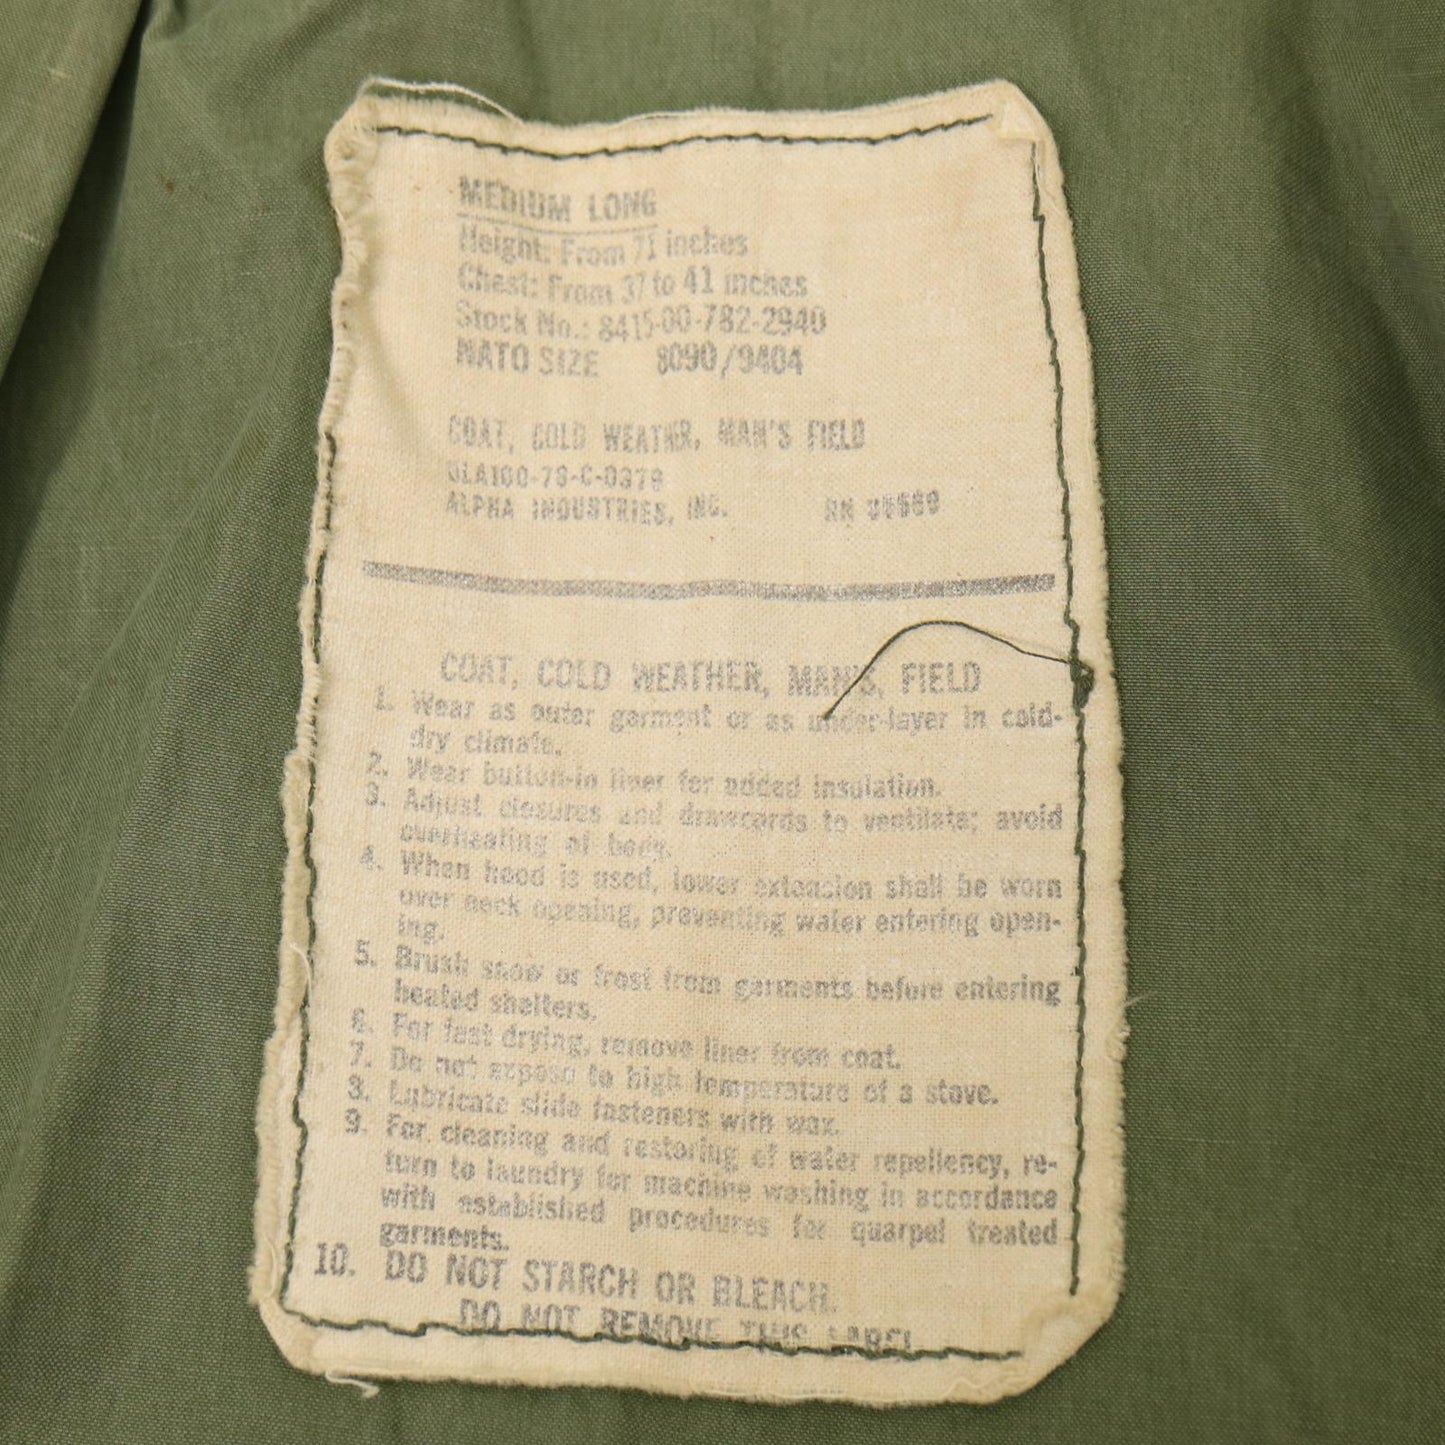 MEDIUM LONG
Height: From 71 inches
Chest: From 37 to 41 inches
Stock No.: 8415-00-782-2940
NATO SIZE 8090/9404
COAT, COLD WEATHER, MAN'S FIELD
ALPHA INDUSTRIES, INC. RN
COAT, COLD WEATHER, MAN'S, FIELD
1. Wear as outer garment or as under-layer in cold-
dry climate.
2. Wear button-in liner for added insulation.
3. Adjust closures and drawcords to ventilate; avoid
overheating of body.
4. When hood is used, lower extension shall be worn
over neck opening, preventing water entering open-
ing.
5. Brush snow or frost from garments before entering
heated shelters.
6. For fast drying, remove liner from coat.
7. Do not expose to high temperature of a stove.
8. Lubricate slide fasteners with wax.
9. For cleaning and restoring of water repellency, re-
turn to laundry for machine washing in accordance
with established procedures for quarpel treated
garments.
10. DO NOT STARCH OR BLEACH.
DO NOT REMOVE THIS LABEL